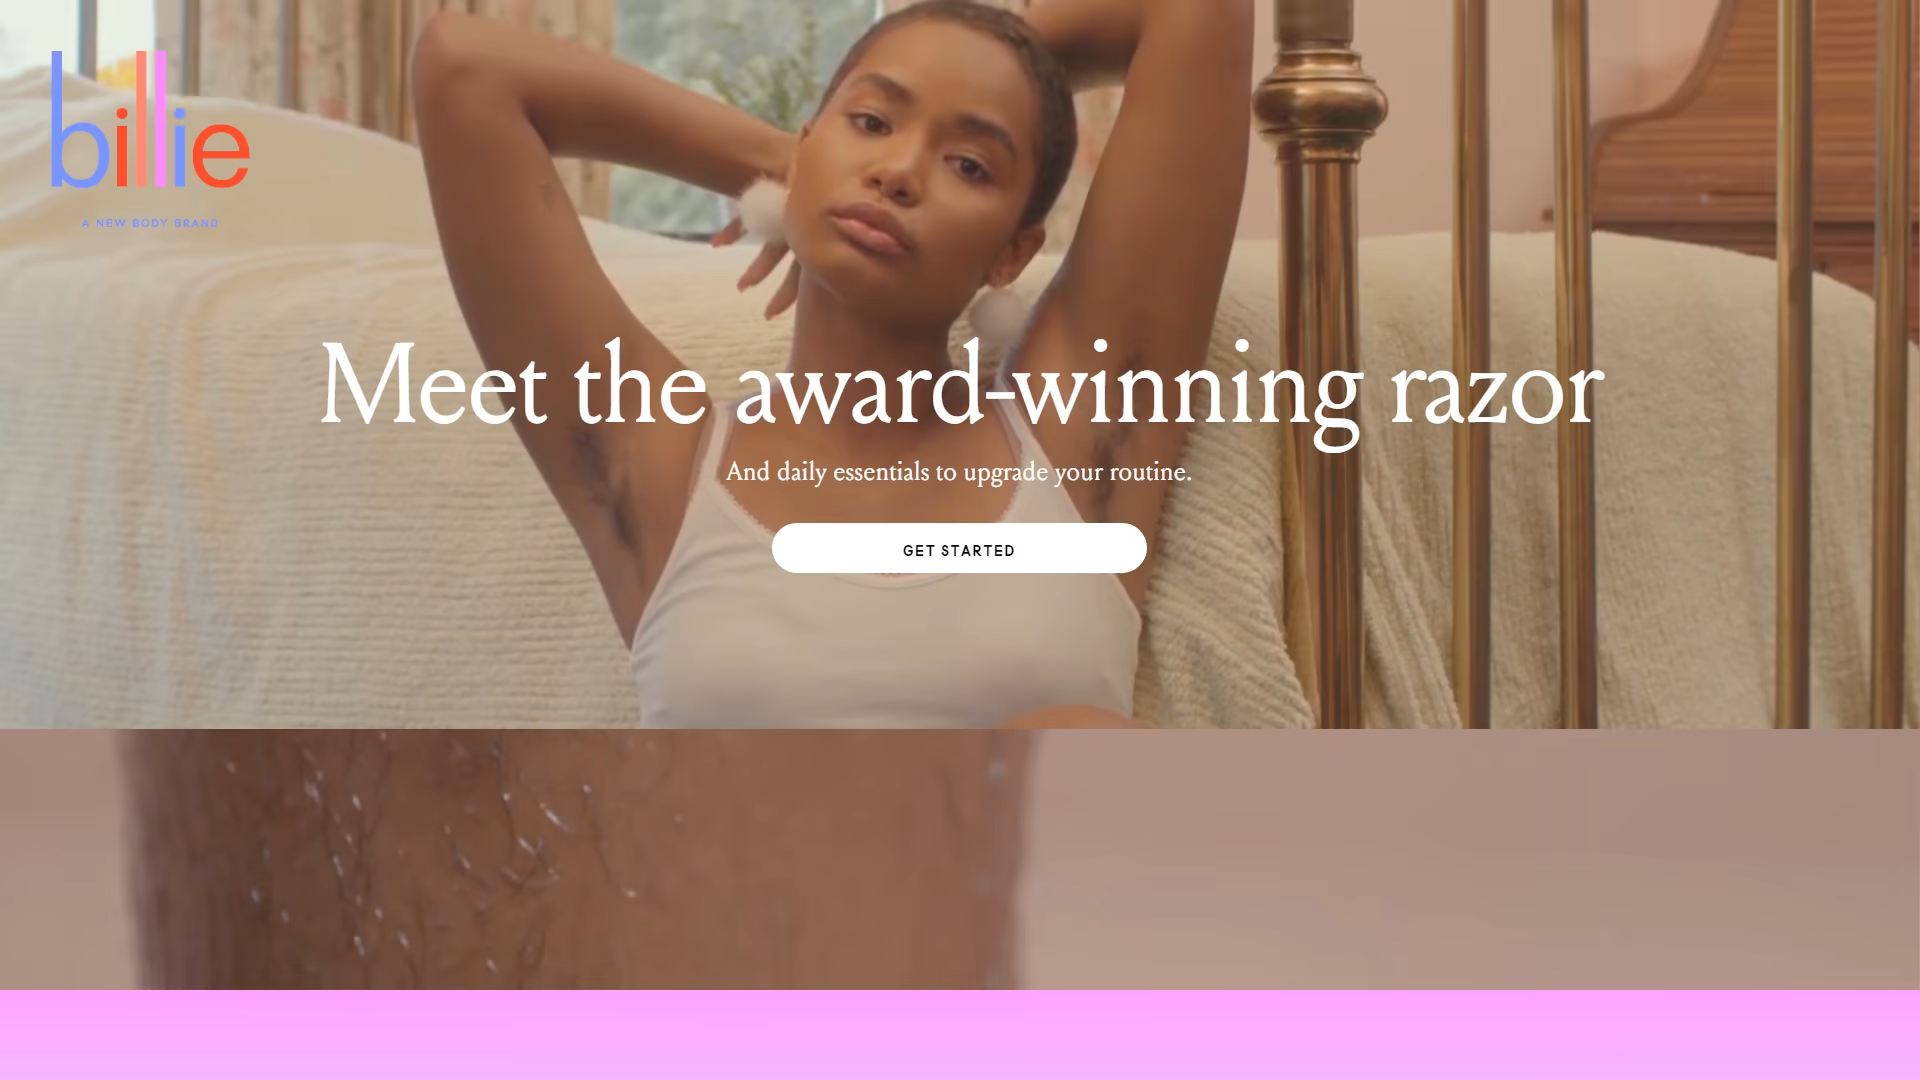 billie
A NEW BODY BRAND
Meet the award-winning razor
And daily essentials to upgrade your routine.
GET STARTED